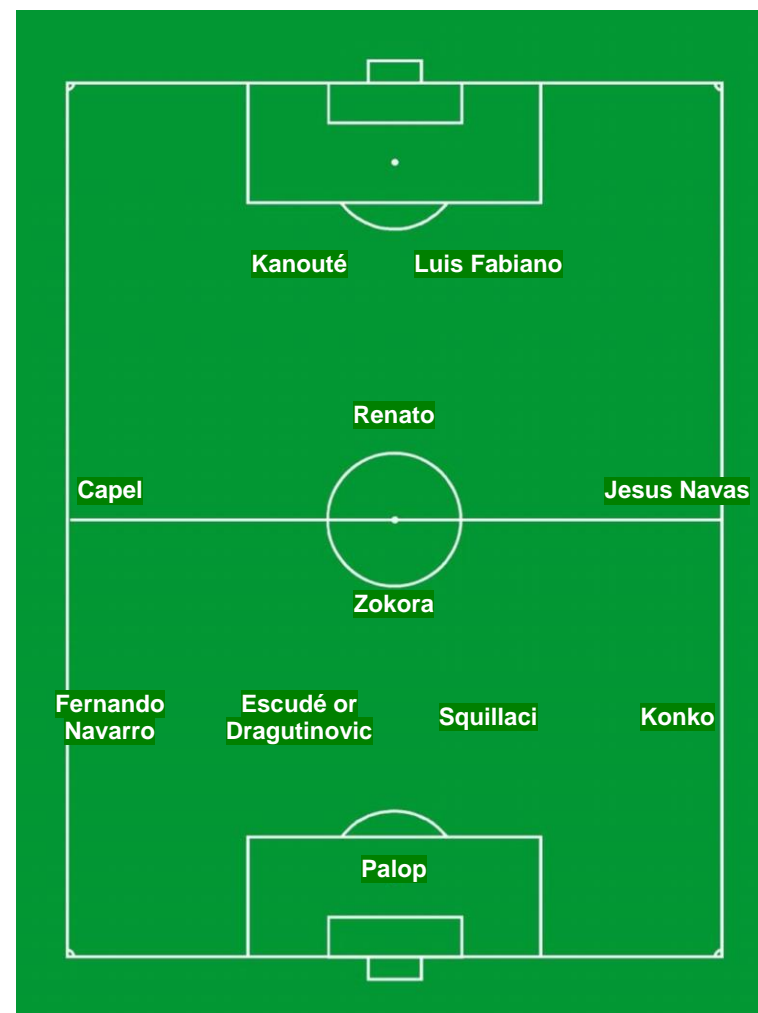 Kanouté
Luis Fabiano
Renato
Capel
Jesus Navas
Zokora
Fernando
Navarro
Escudé or
Dragutinovic
Squillaci
Konko
Palop